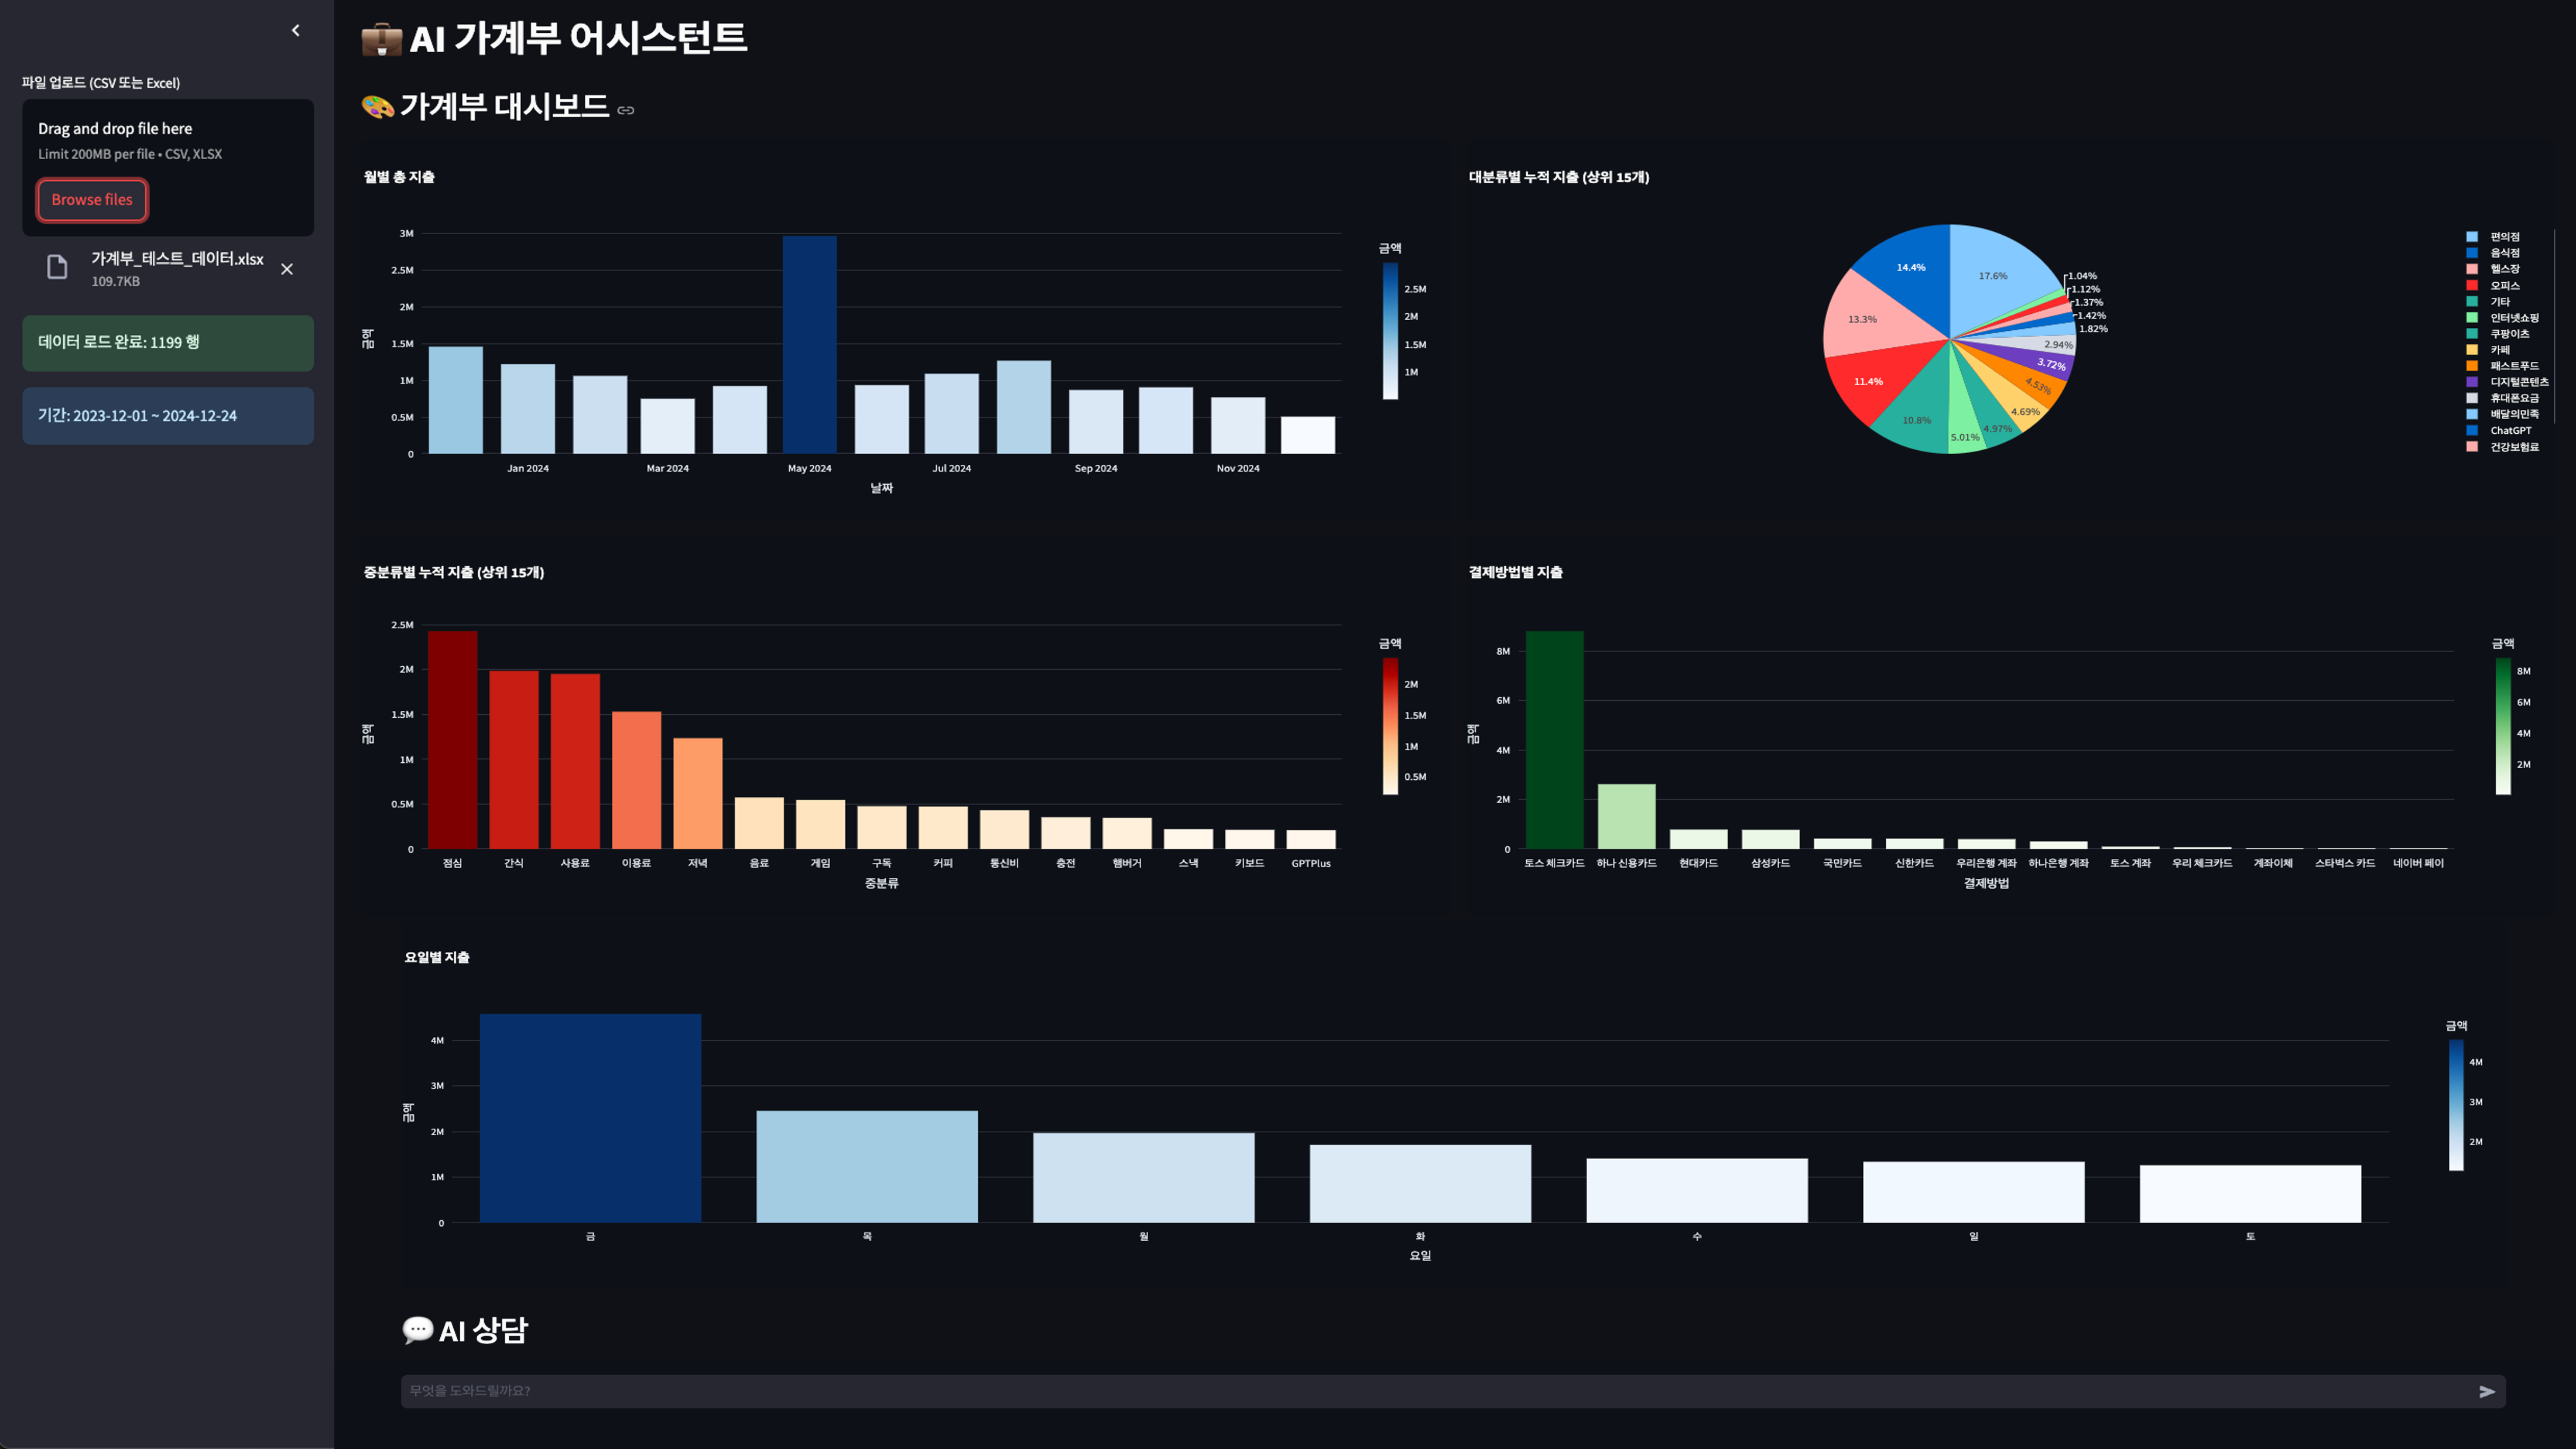 AI 가계부 어시스턴트
파일 업로드 (CSV 또는 Excel)
Drag and drop file here
Limit 200MB per file • CSV, XLSX
Browse files
가계부_테스트_데이터.xlsx
109.7KB
데이터 로드 완료: 1199 행
기간: 2023-12-01 ~ 2024-12-24
가계부 대시보드
월별 총 지출
금액
3M
2.5M
2M
1.5M
1M
0.5M
0
Jan 2024
Mar 2024
May 2024
Jul 2024
Sep 2024
Nov 2024
날짜
금액
2.5M
2M
1.5M
1M
대분류별 누적 지출 (상위 15개)
17.6%
1.04%
1.12%
1.37%
1.42%
1.82%
2.94%
3.72%
4.53%
4.69%
4.97%
5.01%
10.8%
11.4%
13.3%
14.4%
편의점
음식점
헬스장
오피스
기타
인터넷쇼핑
쿠팡이츠
카페
패스트푸드
디지털콘텐츠
휴대폰요금
배달의민족
ChatGPT
건강보험료
중분류별 누적 지출 (상위 15개)
금액
2.5M
2M
1.5M
1M
0.5M
0
점심
간식
사용료
이용료
저녁
음료
게임
구독
커피
통신비
충전
햄버거
스낵
키보드
GPTPlus
중분류
금액
2M
1.5M
1M
0.5M
결제방법별 지출
금액
8M
6M
4M
2M
0
토스 체크카드
하나 신용카드
현대카드
삼성카드
국민카드
신한카드
우리은행 계좌
하나은행 계좌
토스 계좌
우리 체크카드
계좌이체
스타벅스 카드
네이버 페이
결제방법
금액
8M
6M
4M
2M
요일별 지출
금액
4M
3M
2M
1M
0
금
목
월
화
수
일
토
요일
금액
4M
3M
2M
AI 상담
무엇을 도와드릴까요?